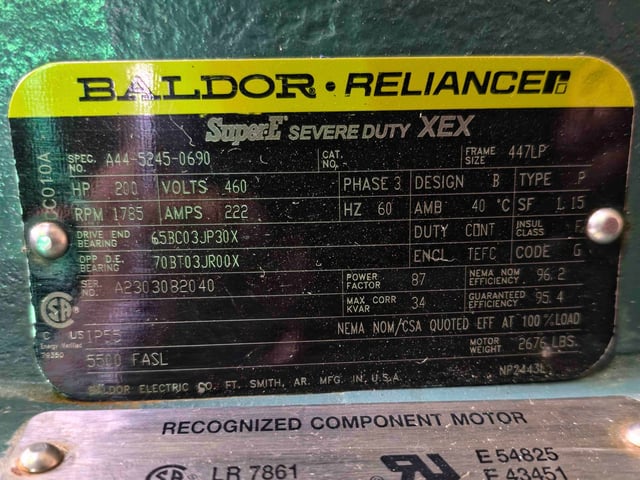 BALDOR · RELIANCE
Super-E SEVERE DUTY XEX
SPEC. NO. A44-5245-0690 CAT. NO. FRAME SIZE 447LP
HP 200 VOLTS 460 PHASE 3 DESIGN B TYPE P
RPM 1785 AMPS 222 HZ 60 AMB 40 °C SF 1.15
DRIVE END BEARING 65BC03JP30X DUTY CONT INSUL CLASS F
OPP D.E. BEARING 70BT03JR00X ENCL TEFC CODE G
SER. NO. A23030B2040 POWER FACTOR 87 NEMA NOM EFFICIENCY 96.2
MAX CORR KVAR 34 GUARANTEED EFFICIENCY 95.4
US IP55 NEMA NOM/CSA QUOTED EFF AT 100 % LOAD
Energy Verified
5500 FASL MOTOR WEIGHT 2676 LBS.
BALDOR ELECTRIC CO. FT. SMITH, AR. MFG. IN U.S.A. NP2443L
RECOGNIZED COMPONENT MOTOR
LR 7861 E 54825
E 43451